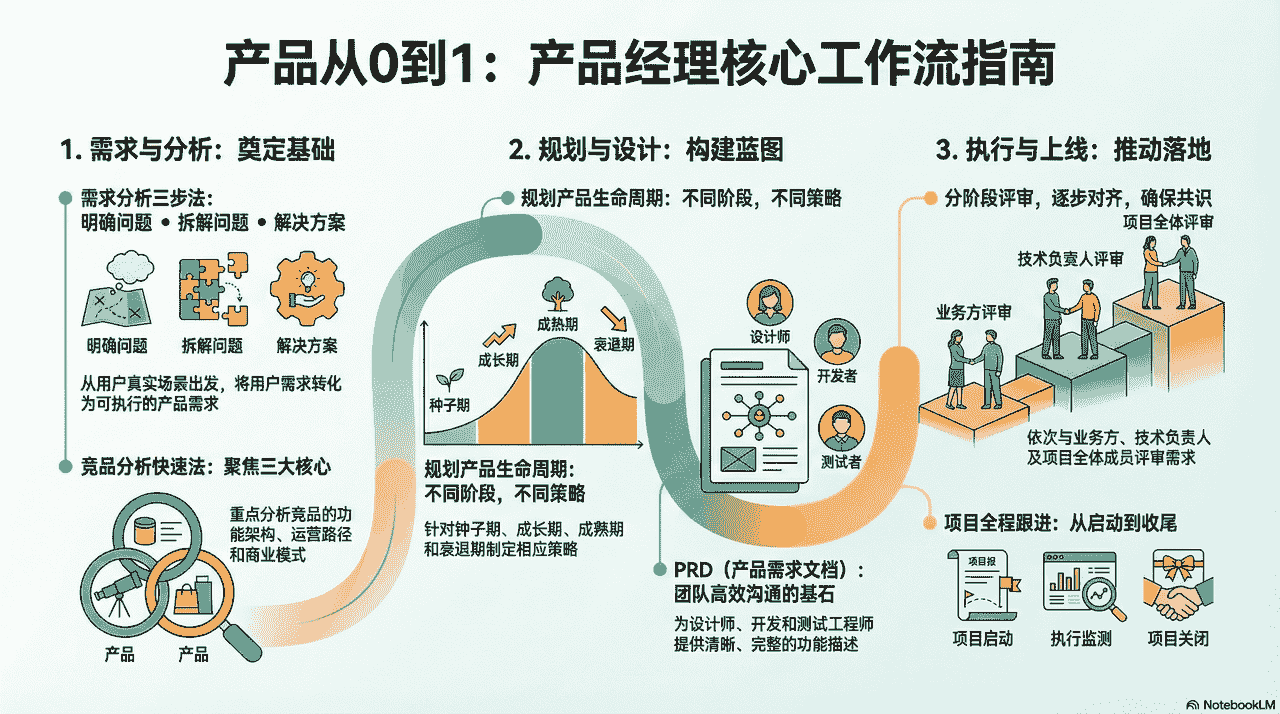 产品从0到1：产品经理核心工作流指南
1. 需求与分析：奠定基础
需求分析三步法：
明确问题 • 拆解问题 • 解决方案
明确问题
拆解问题
解决方案
从用户真实场景出发，将用户需求转化
为可执行的产品需求
竞品分析快速法：聚焦三大核心
重点分析竞品的功
能架构、运营路径
和商业模式
产品
产品
2. 规划与设计：构建蓝图
规划产品生命周期：不同阶段，不同策略
种子期
成长期
成熟期
衰退期
规划产品生命周期：
不同阶段，不同策略
针对钟子期、成长期、成熟期
和衰退期制定相应策略
设计师
开发者
测试者
PRD（产品需求文档）：
团队高效沟通的基石
为设计师、开发和测试工程师
提供清晰、完整的功能描述
3. 执行与上线：推动落地
分阶段评审，逐步对齐，确保共识
项目全体评审
技术负责人评审
业务方评审
依次与业务方、技术负责人
及项目全体成员评审需求
项目全程跟进：从启动到收尾
项目报
项目启动
执行监测
项目关闭
NotebookLM